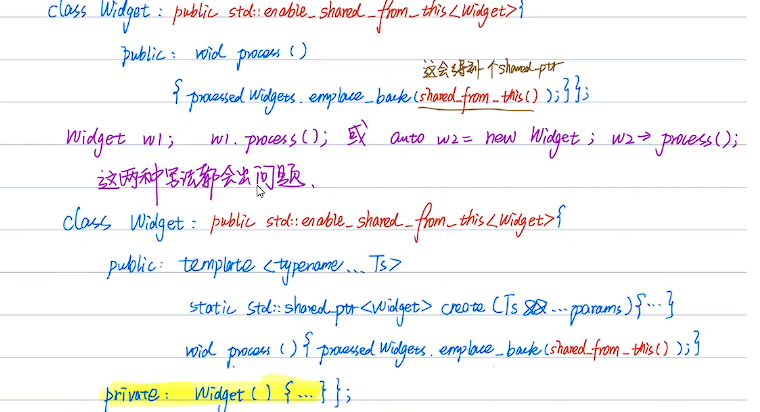 class Widget : public std::enable_shared_from_this<Widget>{
public: void process()
这会得到一个shared_ptr
{ processedWidgets.emplace_back(shared_from_this());}};
Widget w1; w1.process(); 或 auto w2 = new Widget; w2->process();
这两种写法都会出问题.
class Widget: public std::enable_shared_from_this<Widget>{
public: template <typename...Ts>
static std::shared_ptr<Widget> create (Ts &&...params){...}
void process(){ processedWidgets.emplace_back(shared_from_this());}
private: Widget() {...}};